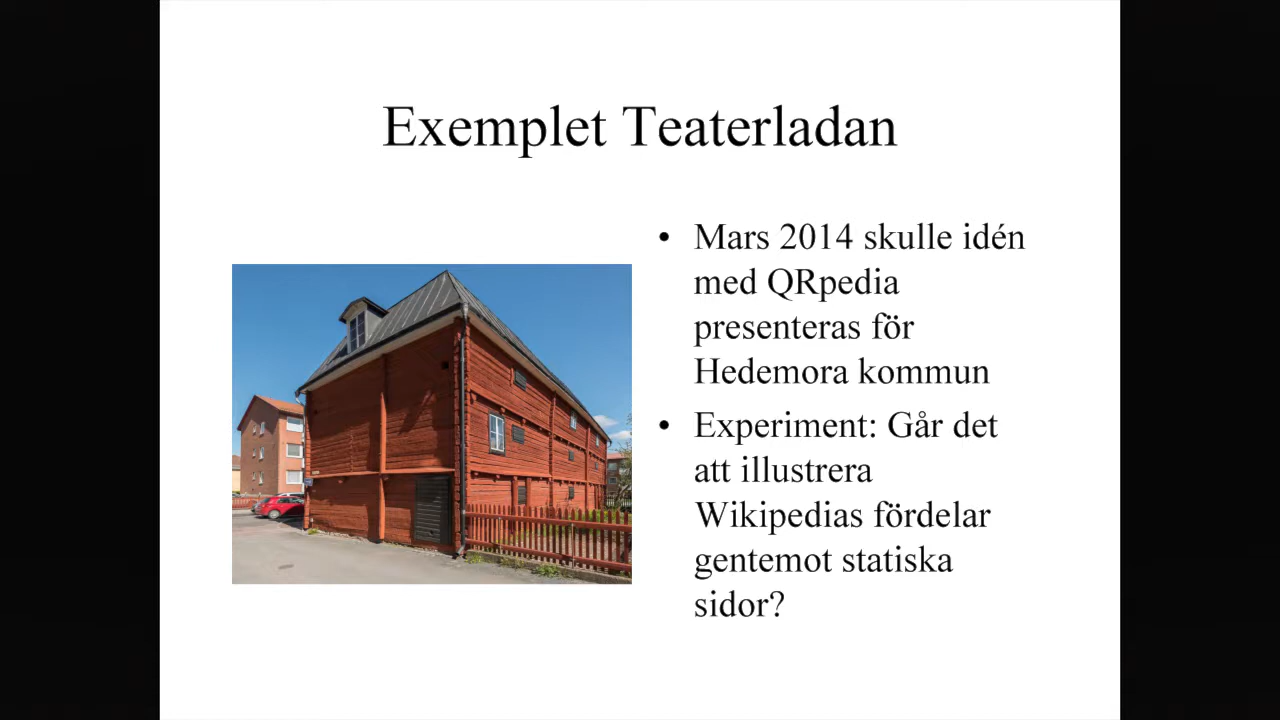 Exemplet Teaterladan
• Mars 2014 skulle idén
med QRpedia
presenteras för
Hedemora kommun
• Experiment: Går det
att illustrera
Wikipedias fördelar
gentemot statiska
sidor?